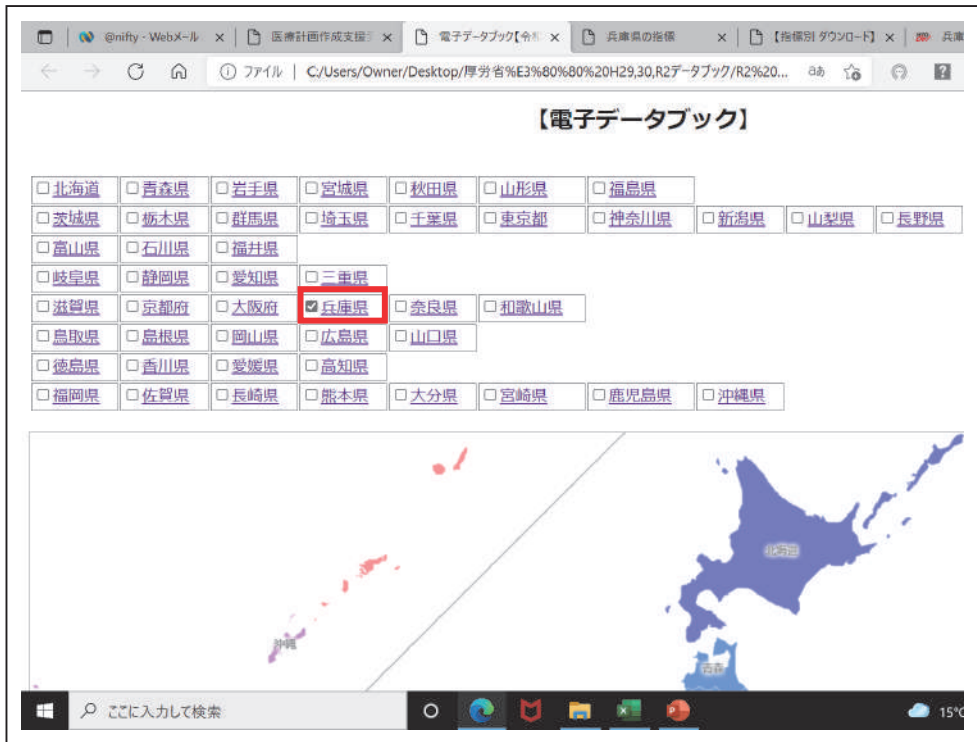 @nifty - Webメール
医療計画作成支援
電子データブック【令和
兵庫県の指標
【指標別 ダウンロード】
兵庫
ファイル
C:/Users/Owner/Desktop/厚労省%E3%80%80%20H29,30,R2データブック/R2%20...
aあ
【電子データブック】
北海道 青森県 岩手県 宮城県 秋田県 山形県 福島県
茨城県 栃木県 群馬県 埼玉県 千葉県 東京都 神奈川県 新潟県 山梨県 長野県
富山県 石川県 福井県
岐阜県 静岡県 愛知県 三重県
滋賀県 京都府 大阪府 兵庫県 奈良県 和歌山県
鳥取県 島根県 岡山県 広島県 山口県
徳島県 香川県 愛媛県 高知県
福岡県 佐賀県 長崎県 熊本県 大分県 宮崎県 鹿児島県 沖縄県
北海道
沖縄
青森
ここに入力して検索
15°C